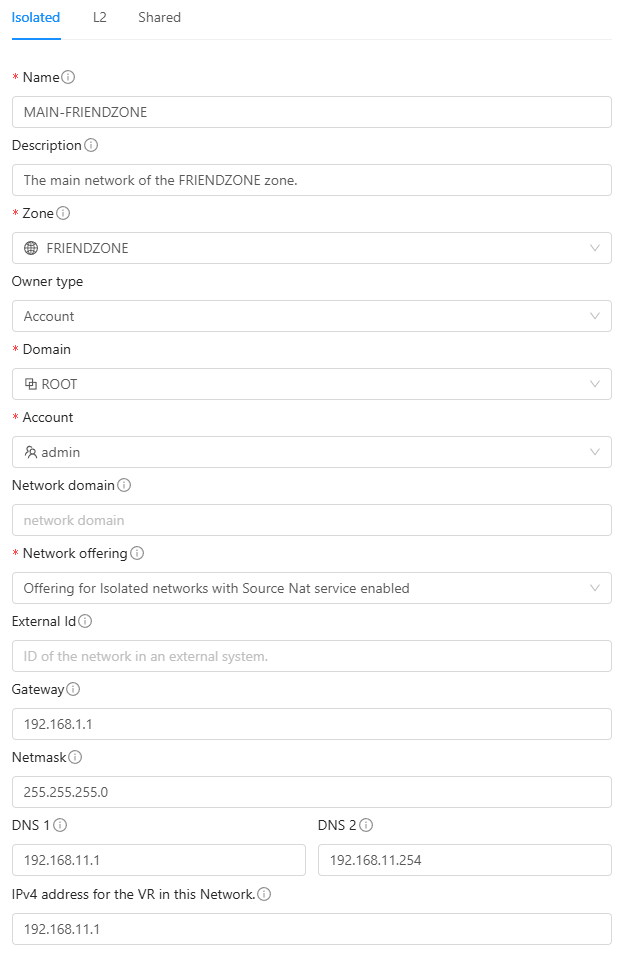 Isolated L2 Shared
* Name
MAIN-FRIENDZONE
Description
The main network of the FRIENDZONE zone.
* Zone
FRIENDZONE
Owner type
Account
* Domain
ROOT
* Account
admin
Network domain
network domain
* Network offering
Offering for Isolated networks with Source Nat service enabled
External Id
ID of the network in an external system.
Gateway
192.168.1.1
Netmask
255.255.255.0
DNS 1 DNS 2
192.168.11.1 192.168.11.254
IPv4 address for the VR in this Network.
192.168.11.1